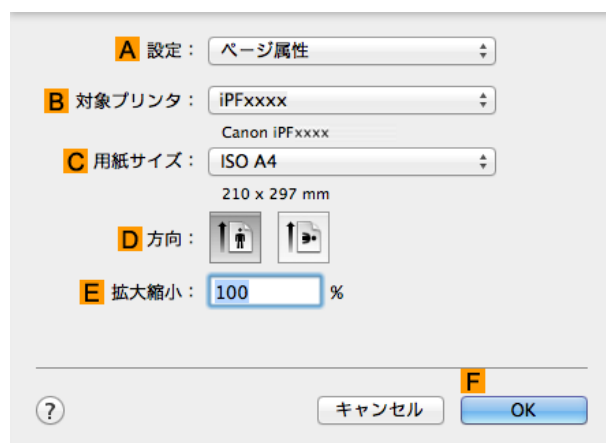 A 設定： ページ属性
B 対象プリンタ： iPFxxxx
Canon iPFxxxx
C 用紙サイズ： ISO A4
210 x 297 mm
D 方向：
E 拡大縮小： 100 %
F
? キャンセル OK